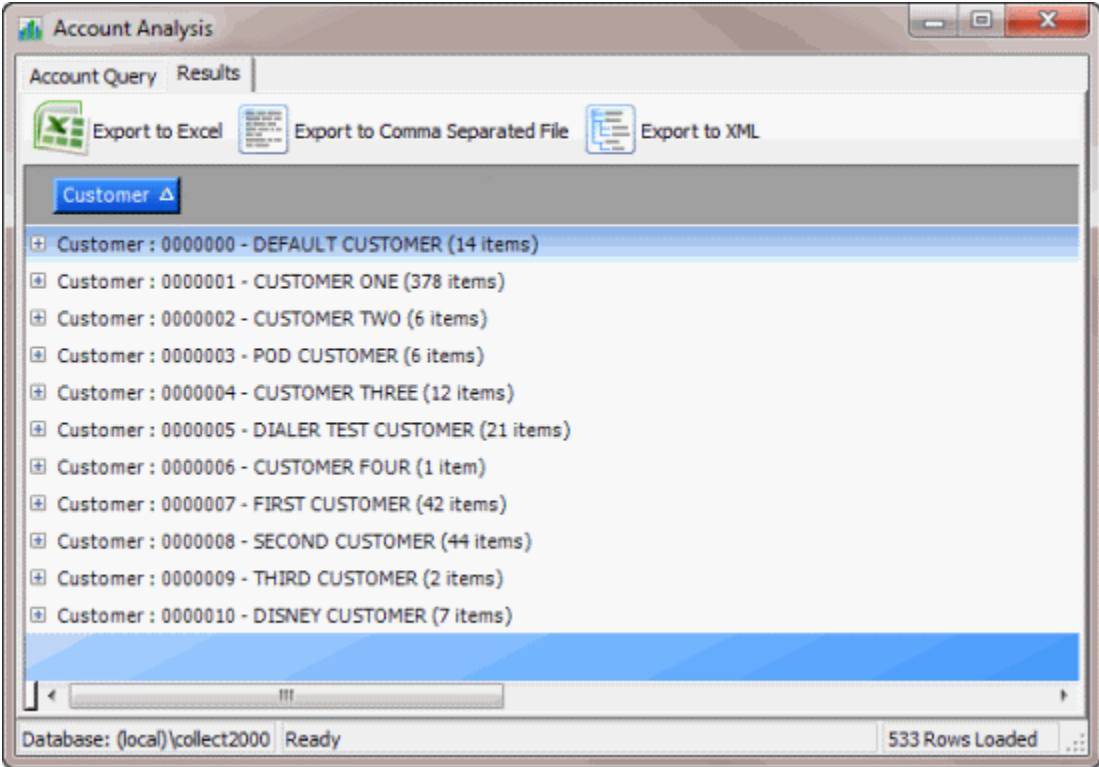 Account Analysis
Account Query Results
Export to Excel Export to Comma Separated File Export to XML
Customer
Customer : 0000000 - DEFAULT CUSTOMER (14 items)
Customer : 0000001 - CUSTOMER ONE (378 items)
Customer : 0000002 - CUSTOMER TWO (6 items)
Customer : 0000003 - POD CUSTOMER (6 items)
Customer : 0000004 - CUSTOMER THREE (12 items)
Customer : 0000005 - DIALER TEST CUSTOMER (21 items)
Customer : 0000006 - CUSTOMER FOUR (1 item)
Customer : 0000007 - FIRST CUSTOMER (42 items)
Customer : 0000008 - SECOND CUSTOMER (44 items)
Customer : 0000009 - THIRD CUSTOMER (2 items)
Customer : 0000010 - DISNEY CUSTOMER (7 items)
Database: (local)\collect2000 Ready 533 Rows Loaded